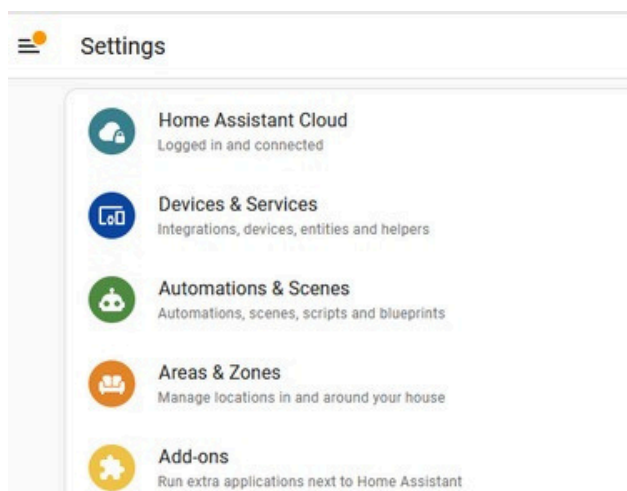 Settings
Home Assistant Cloud
Logged in and connected
Devices & Services
Integrations, devices, entities and helpers
Automations & Scenes
Automations, scenes, scripts and blueprints
Areas & Zones
Manage locations in and around your house
Add-ons
Run extra applications next to Home Assistant